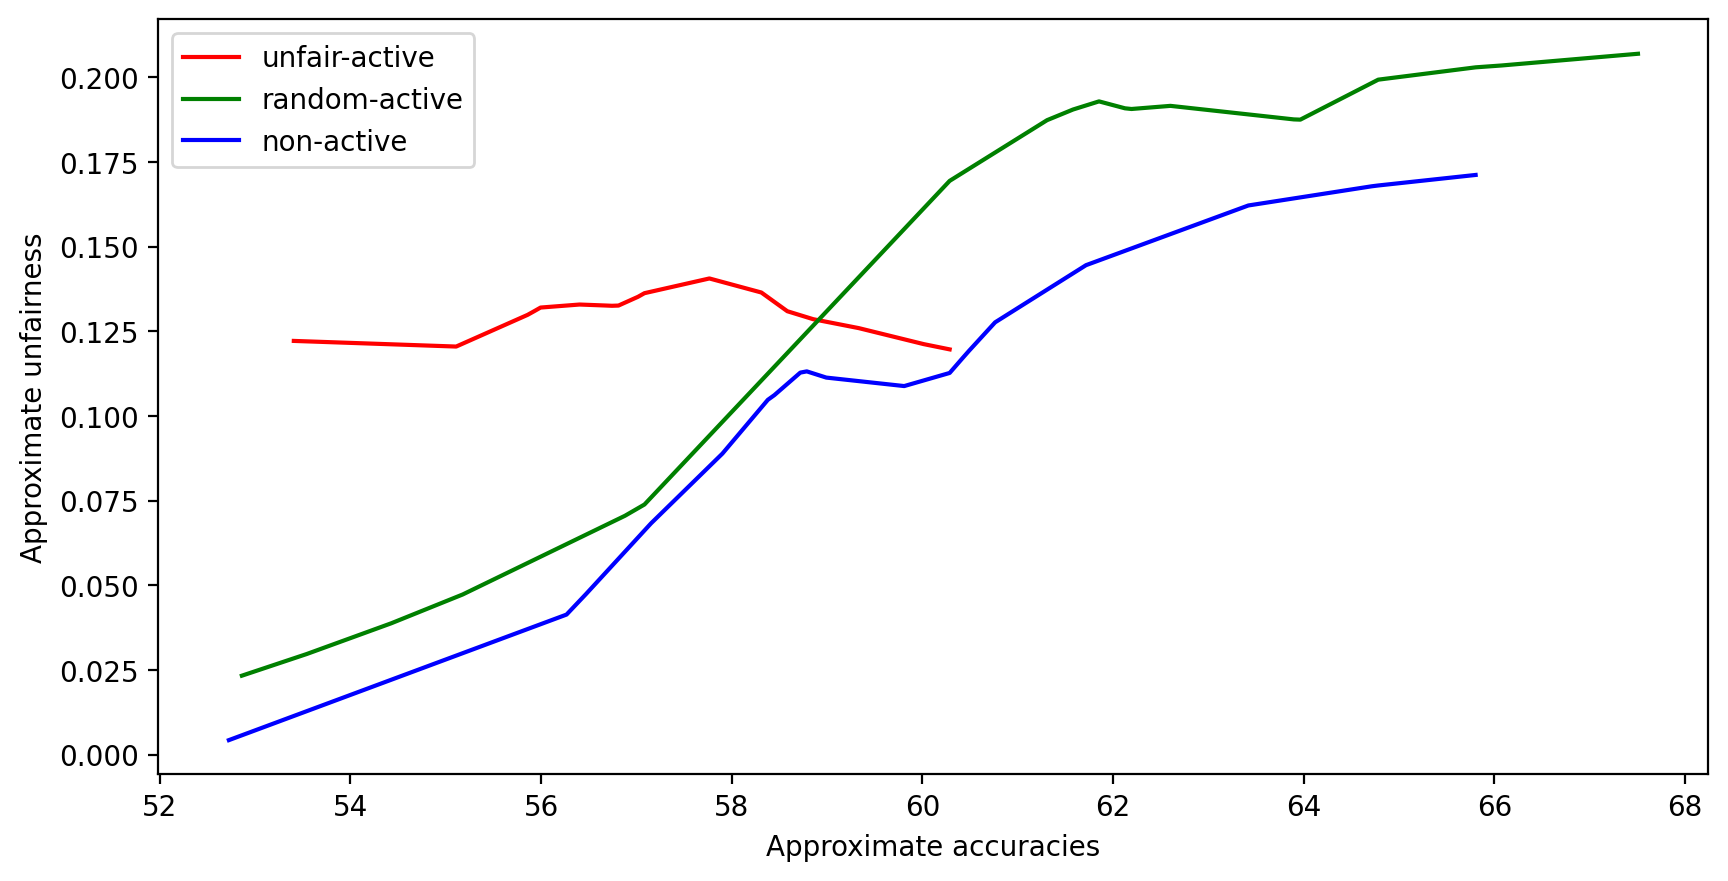 unfair-active
random-active
non-active
Approximate unfairness
0.200
0.175
0.150
0.125
0.100
0.075
0.050
0.025
0.000
52 54 56 58 60 62 64 66 68
Approximate accuracies